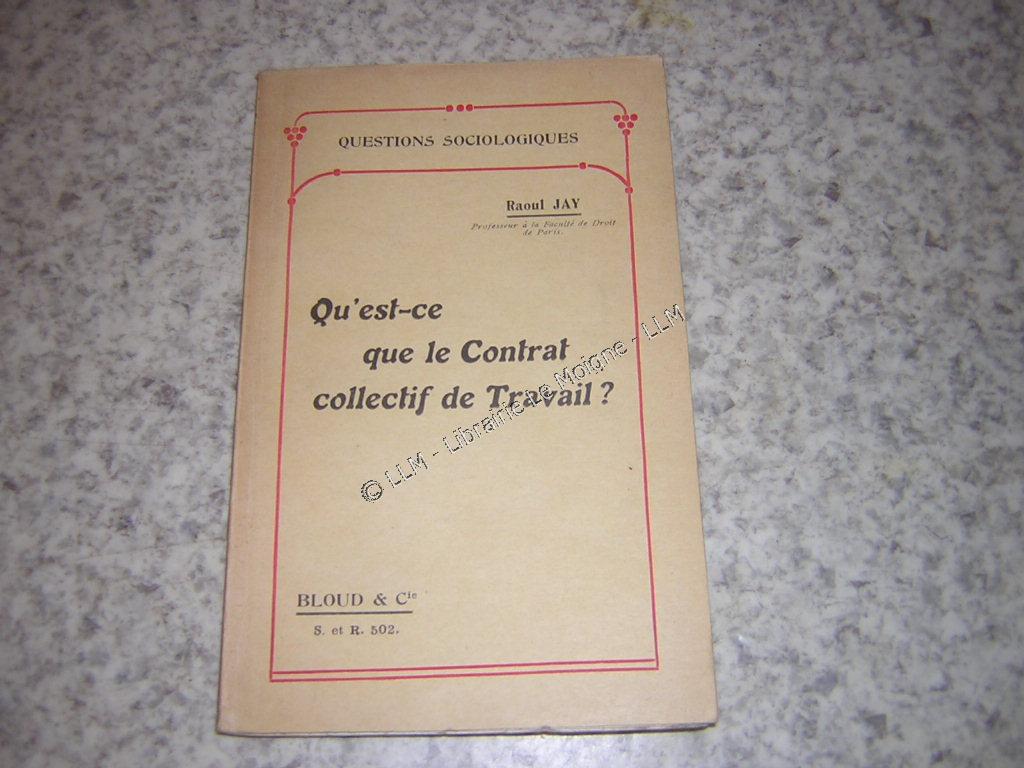 QUESTIONS SOCIOLOGIQUES
Raoul JAY
Professeur à la Faculté de Droit
de Paris.
Qu'est-ce
que le Contrat
collectif de Travail ?
© LLM - Librairie Le Moigne - LLM
BLOUD & Cie
S. et R. 502.